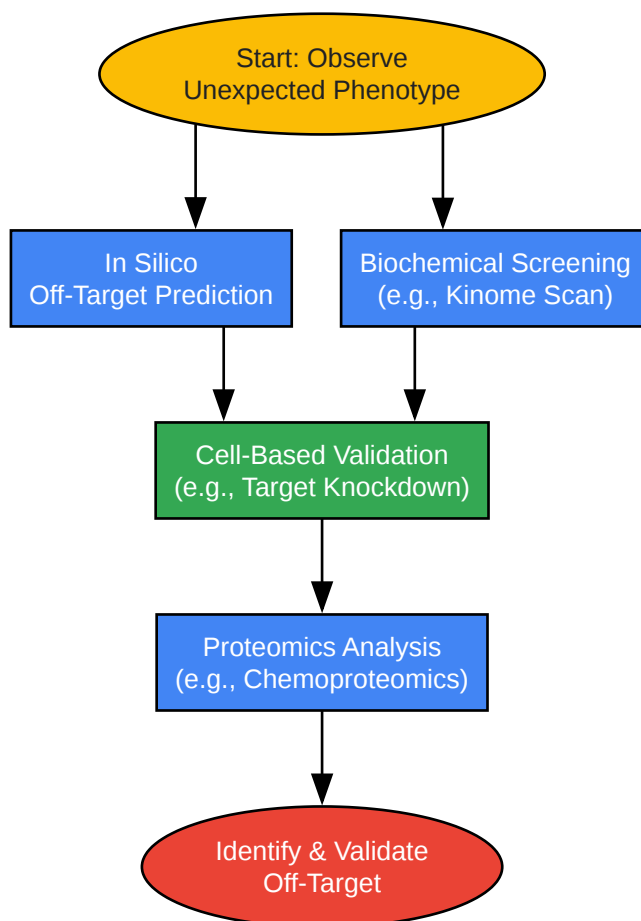 Start: Observe
Unexpected Phenotype
In Silico
Off-Target Prediction
Biochemical Screening
(e.g., Kinome Scan)
Cell-Based Validation
(e.g., Target Knockdown)
Proteomics Analysis
(e.g., Chemoproteomics)
Identify & Validate
Off-Target